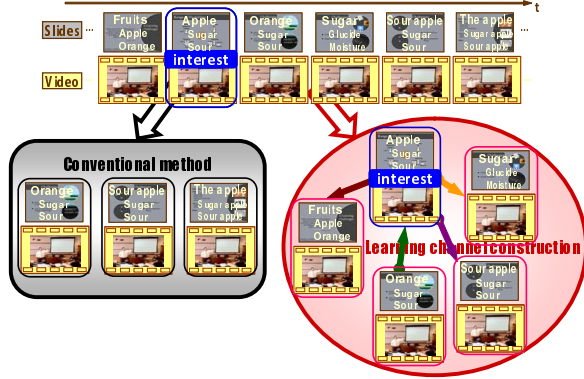 t
Slides ...
Fruits
Apple
Orange
Apple
Sugar
Sour
Orange
Sugar
Sour
Sugar
Glucide
Moisture
Sour apple
Sugar
Sour
The apple
Sugar apple
Sour apple
...
interest
Video
Conventional method
Orange
Sugar
Sour
Sour apple
Sugar
Sour
The apple
Sugar apple
Sour apple
Apple
Sugar
Sour
interest
Sugar
Glucide
Moisture
Fruits
Apple
Orange
Learning channel construction
Orange
Sugar
Sour
Sour apple
Sugar
Sour